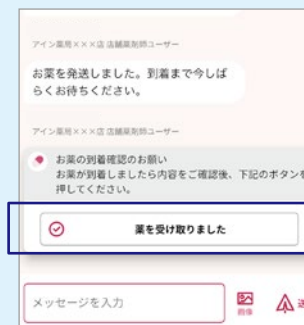 アイン薬局×××店 店舗薬剤師ユーザー
お薬を発送しました。到着まで今しば
らくお待ちください。
アイン薬局×××店 店舗薬剤師ユーザー
お薬の到着確認のお願い
お薬が到着しましたら内容をご確認後、下記のボタンを
押してください。
薬を受け取りました
メッセージを入力
画像
送